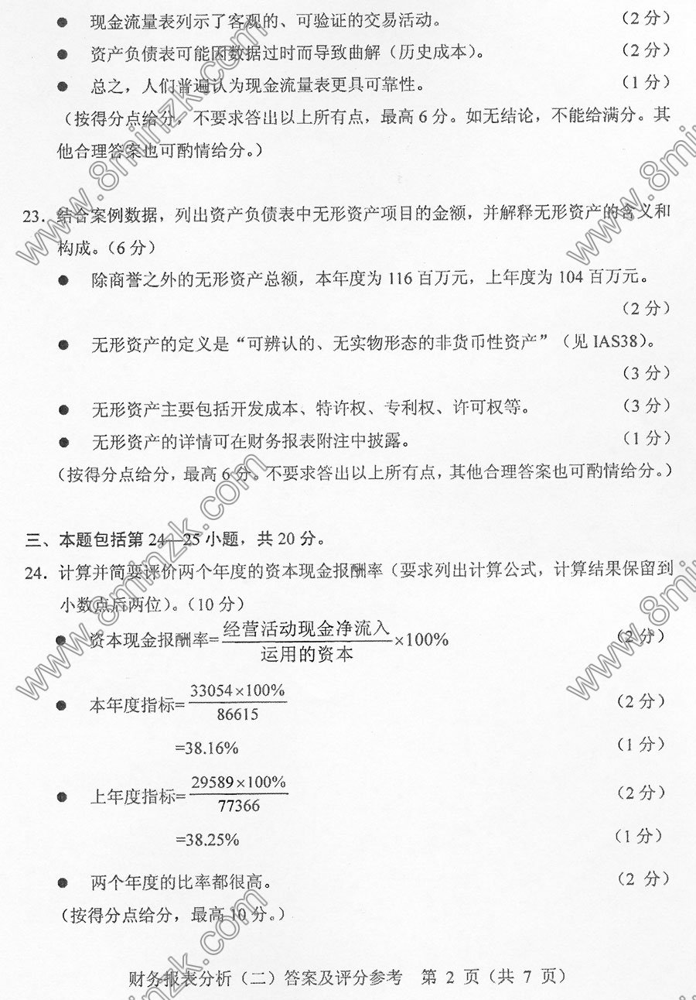 ● 现金流量表列示了客观的、可验证的交易活动。 （2 分）
● 资产负债表可能因数据过时而导致曲解（历史成本）。 （2 分）
● 总之，人们普遍认为现金流量表更具可靠性。 （1 分）
（按得分点给分，不要求答出以上所有点，最高 6 分。如无结论，不能给满分。其
他合理答案也可酌情给分。）
23．结合案例数据，列出资产负债表中无形资产项目的金额，并解释无形资产的含义和
构成。（6 分）
● 除商誉之外的无形资产总额，本年度为 116 百万元，上年度为 104 百万元。
（2 分）
● 无形资产的定义是“可辨认的、无实物形态的非货币性资产”（见 IAS38）。
（3 分）
● 无形资产主要包括开发成本、特许权、专利权、许可权等。 （3 分）
● 无形资产的详情可在财务报表附注中披露。 （1 分）
（按得分点给分，最高 6 分。不要求答出以上所有点，其他合理答案也可酌情给分。）
三、本题包括第 24—25 小题，共 20 分。
24．计算并简要评价两个年度的资本现金报酬率（要求列出计算公式，计算结果保留到
小数点后两位）。（10 分）
● 资本现金报酬率=经营活动现金净流入/运用的资本×100% （2 分）
● 本年度指标=33054×100%/86615 （2 分）
=38.16% （1 分）
● 上年度指标=29589×100%/77366 （2 分）
=38.25% （1 分）
● 两个年度的比率都很高。 （2 分）
（按得分点给分，最高 10 分。）
财务报表分析（二）答案及评分参考 第 2 页（共 7 页）
www.8minzk.com
www.8minzk.com
www.8minzk.com